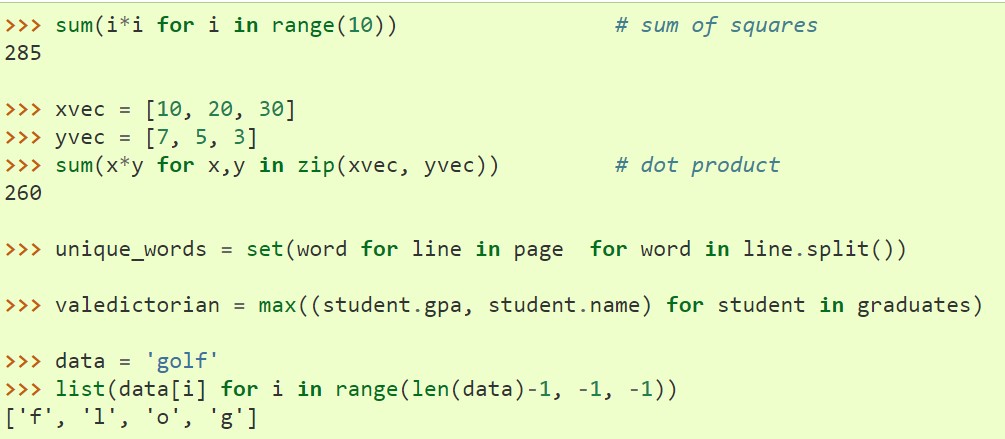 >>> sum(i*i for i in range(10))                 # sum of squares
285
>>> xvec = [10, 20, 30]
>>> yvec = [7, 5, 3]
>>> sum(x*y for x,y in zip(xvec, yvec))         # dot product
260
>>> unique_words = set(word for line in page  for word in line.split())
>>> valedictorian = max((student.gpa, student.name) for student in graduates)
>>> data = 'golf'
>>> list(data[i] for i in range(len(data)-1, -1, -1))
['f', 'l', 'o', 'g']